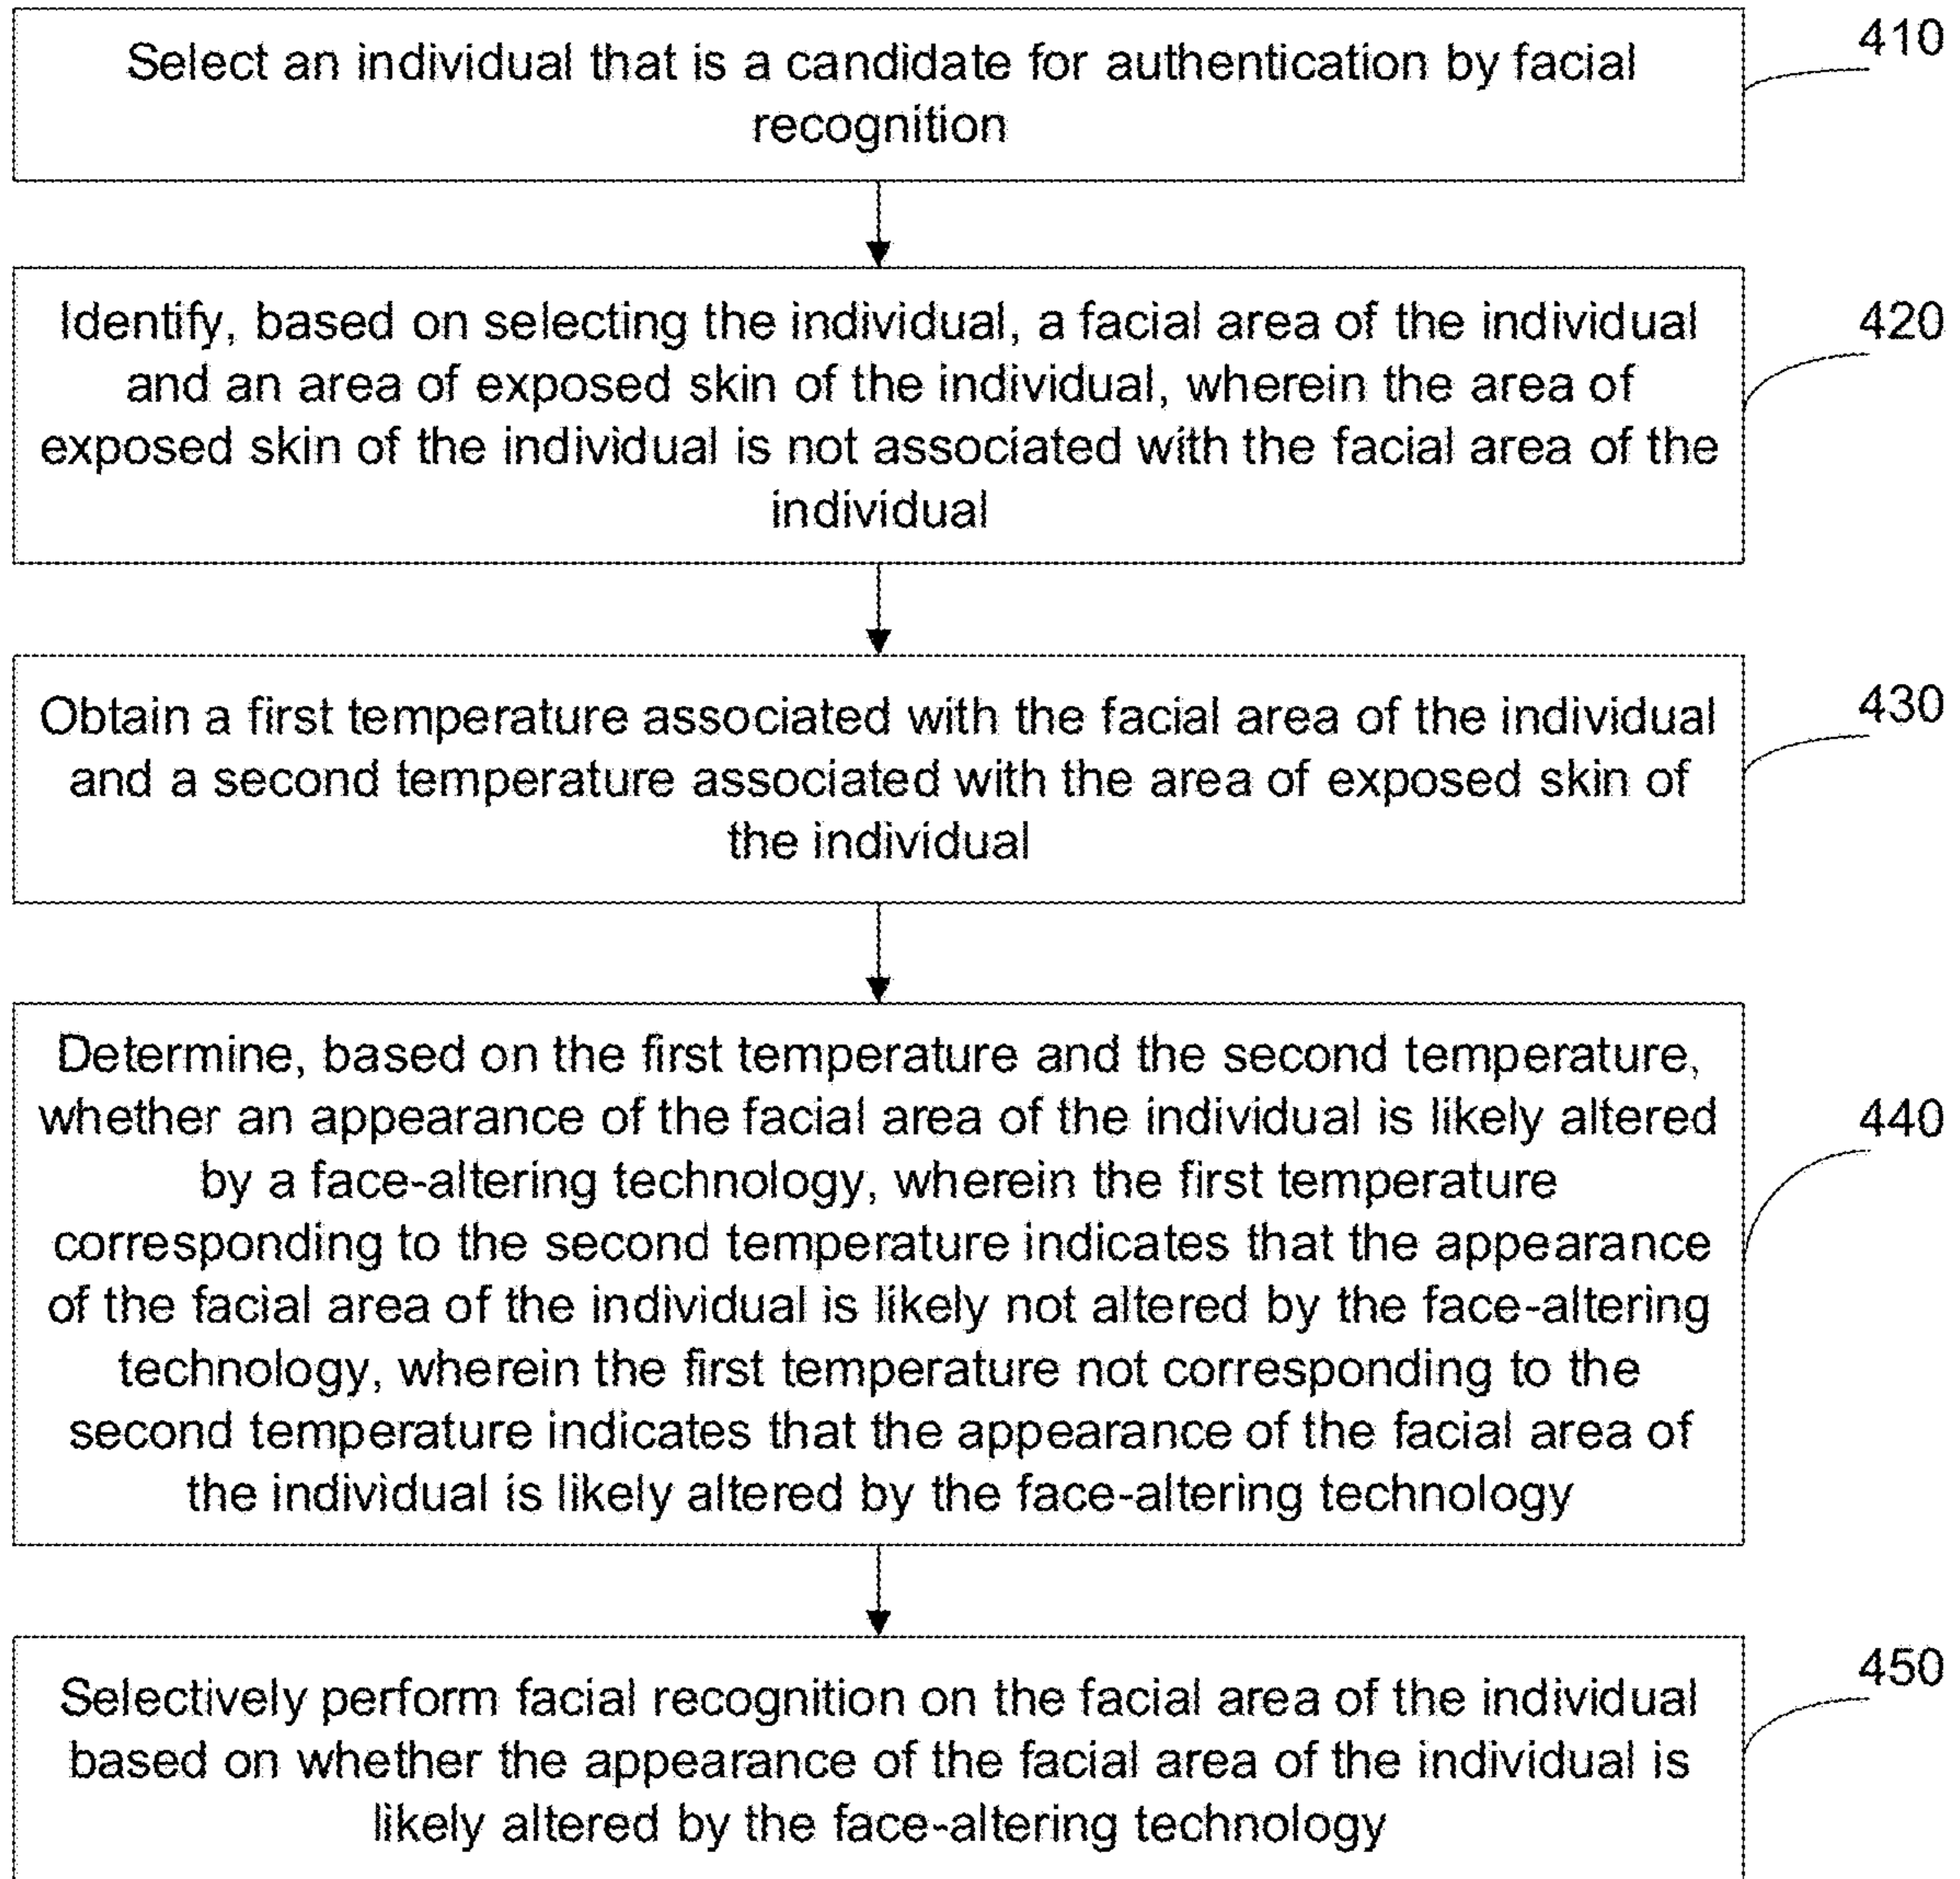 Select an individual that is a candidate for authentication by facial
recognition
410
Identify, based on selecting the individual, a facial area of the individual
and an area of exposed skin of the individual, wherein the area of
exposed skin of the individual is not associated with the facial area of the
individual
420
Obtain a first temperature associated with the facial area of the individual
and a second temperature associated with the area of exposed skin of
the individual
430
Determine, based on the first temperature and the second temperature,
whether an appearance of the facial area of the individual is likely altered
by a face-altering technology, wherein the first temperature
corresponding to the second temperature indicates that the appearance
of the facial area of the individual is likely not altered by the face-altering
technology, wherein the first temperature not corresponding to the
second temperature indicates that the appearance of the facial area of
the individual is likely altered by the face-altering technology
440
Selectively perform facial recognition on the facial area of the individual
based on whether the appearance of the facial area of the individual is
likely altered by the face-altering technology
450